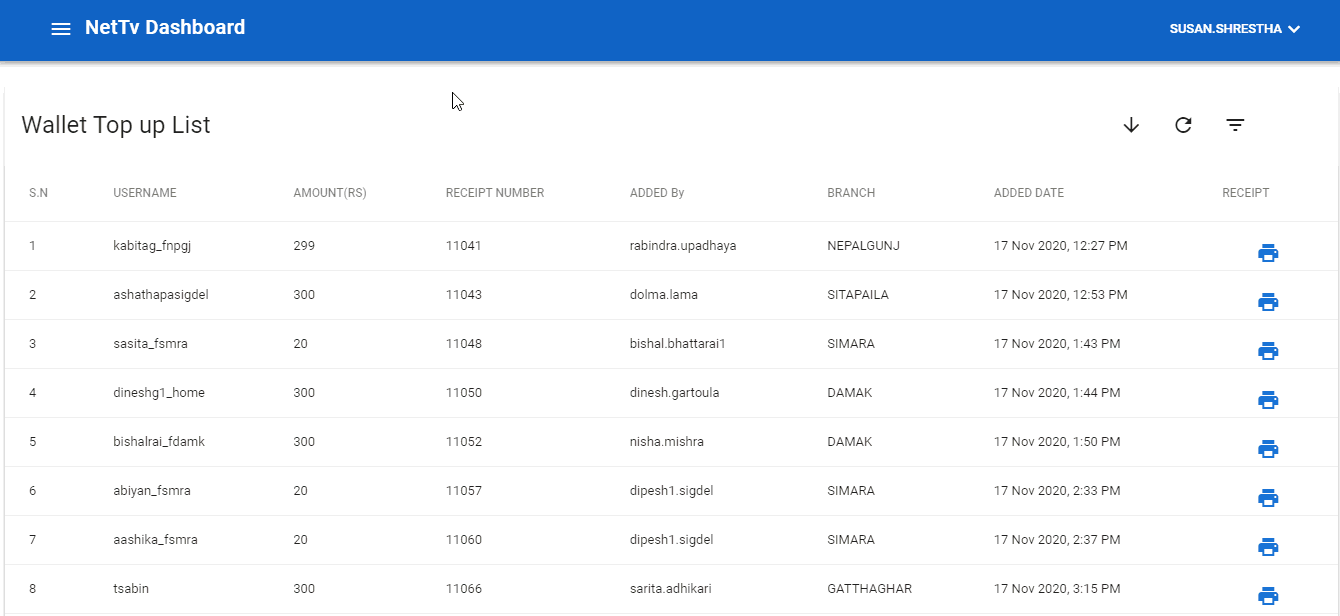 NetTv Dashboard SUSAN.SHRESTHA
Wallet Top up List
S.N USERNAME AMOUNT(RS) RECEIPT NUMBER ADDED By BRANCH ADDED DATE RECEIPT
1 kabitag_fnpgj 299 11041 rabindra.upadhaya NEPALGUNJ 17 Nov 2020, 12:27 PM
2 ashathapasigdel 300 11043 dolma.lama SITAPAILA 17 Nov 2020, 12:53 PM
3 sasita_fsmra 20 11048 bishal.bhattarai1 SIMARA 17 Nov 2020, 1:43 PM
4 dineshg1_home 300 11050 dinesh.gartoula DAMAK 17 Nov 2020, 1:44 PM
5 bishalrai_fdamk 300 11052 nisha.mishra DAMAK 17 Nov 2020, 1:50 PM
6 abiyan_fsmra 20 11057 dipesh1.sigdel SIMARA 17 Nov 2020, 2:33 PM
7 aashika_fsmra 20 11060 dipesh1.sigdel SIMARA 17 Nov 2020, 2:37 PM
8 tsabin 300 11066 sarita.adhikari GATTHAGHAR 17 Nov 2020, 3:15 PM